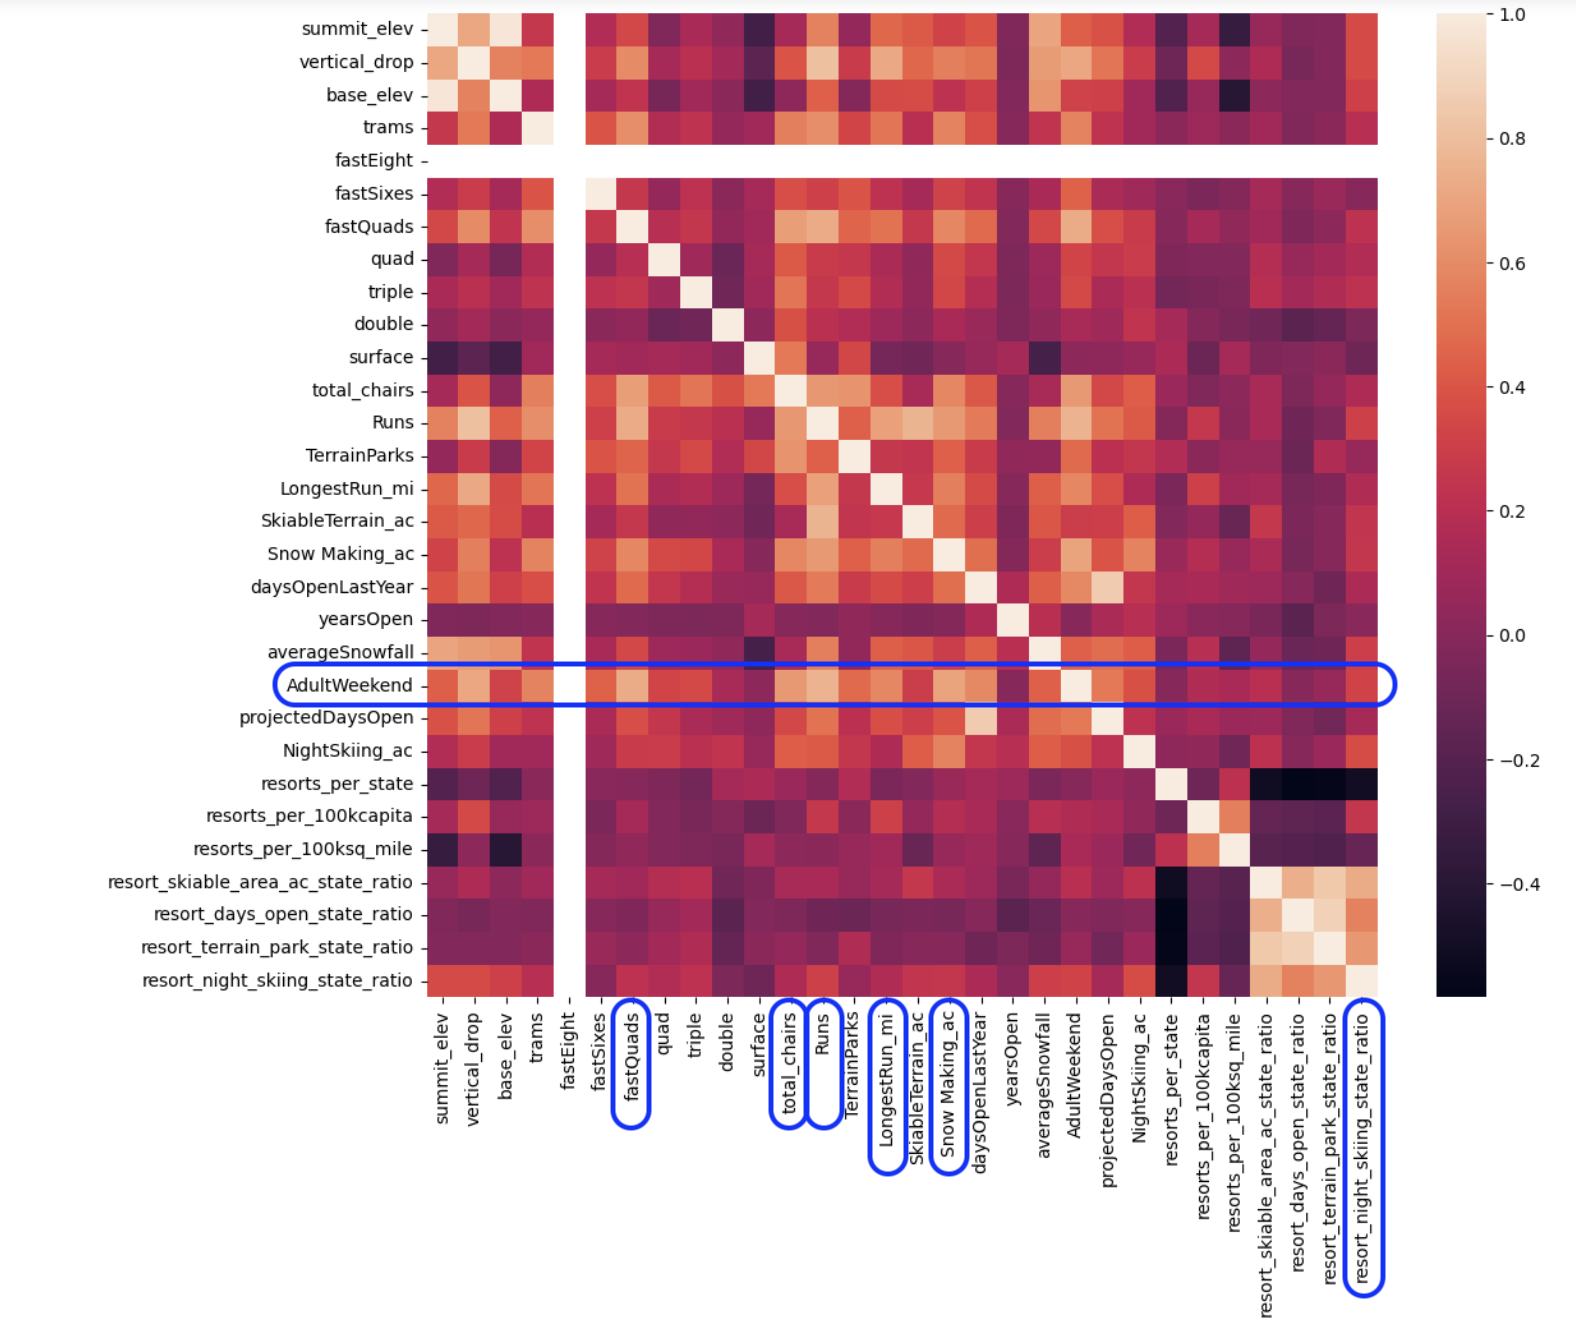 summit_elev
vertical_drop
base_elev
trams
fastEight
fastSixes
fastQuads
quad
triple
double
surface
total_chairs
Runs
TerrainParks
LongestRun_mi
SkiableTerrain_ac
Snow Making_ac
daysOpenLastYear
yearsOpen
averageSnowfall
AdultWeekend
projectedDaysOpen
NightSkiing_ac
resorts_per_state
resorts_per_100kcapita
resorts_per_100ksq_mile
resort_skiable_area_ac_state_ratio
resort_days_open_state_ratio
resort_terrain_park_state_ratio
resort_night_skiing_state_ratio
summit_elev
vertical_drop
base_elev
trams
fastEight
fastSixes
fastQuads
quad
triple
double
surface
total_chairs
Runs
TerrainParks
LongestRun_mi
SkiableTerrain_ac
Snow Making_ac
daysOpenLastYear
yearsOpen
averageSnowfall
AdultWeekend
projectedDaysOpen
NightSkiing_ac
resorts_per_state
resorts_per_100kcapita
resorts_per_100ksq_mile
resort_skiable_area_ac_state_ratio
resort_days_open_state_ratio
resort_terrain_park_state_ratio
resort_night_skiing_state_ratio
1.0
0.8
0.6
0.4
0.2
0.0
−0.2
−0.4